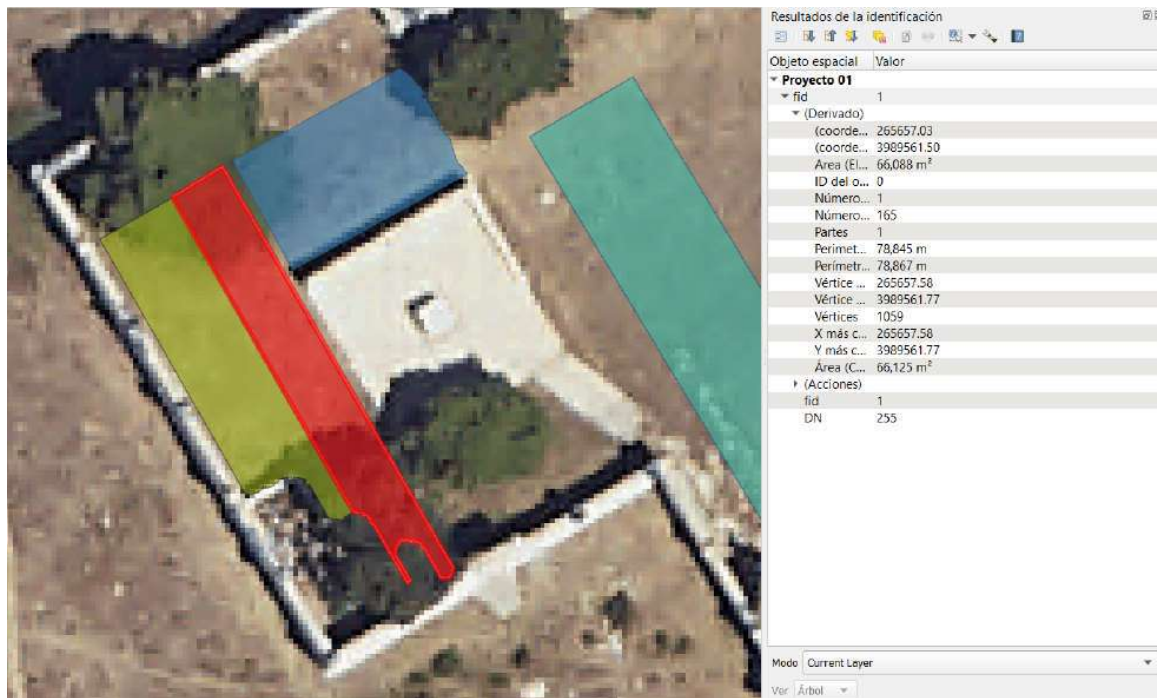 Resultados de la identificación
Objeto espacial Valor
Proyecto 01
fid 1
(Derivado)
(coorde... 265657.03
(coorde... 3989561.50
Área (El... 66,088 m²
ID del o... 0
Número... 1
Número... 165
Partes 1
Perimet... 78,845 m
Perímetr... 78,867 m
Vértice ... 265657.58
Vértice ... 3989561.77
Vértices 1059
X más c... 265657.58
Y más c... 3989561.77
Área (C... 66,125 m²
(Acciones)
fid 1
DN 255
Modo Current Layer
Ver Árbol